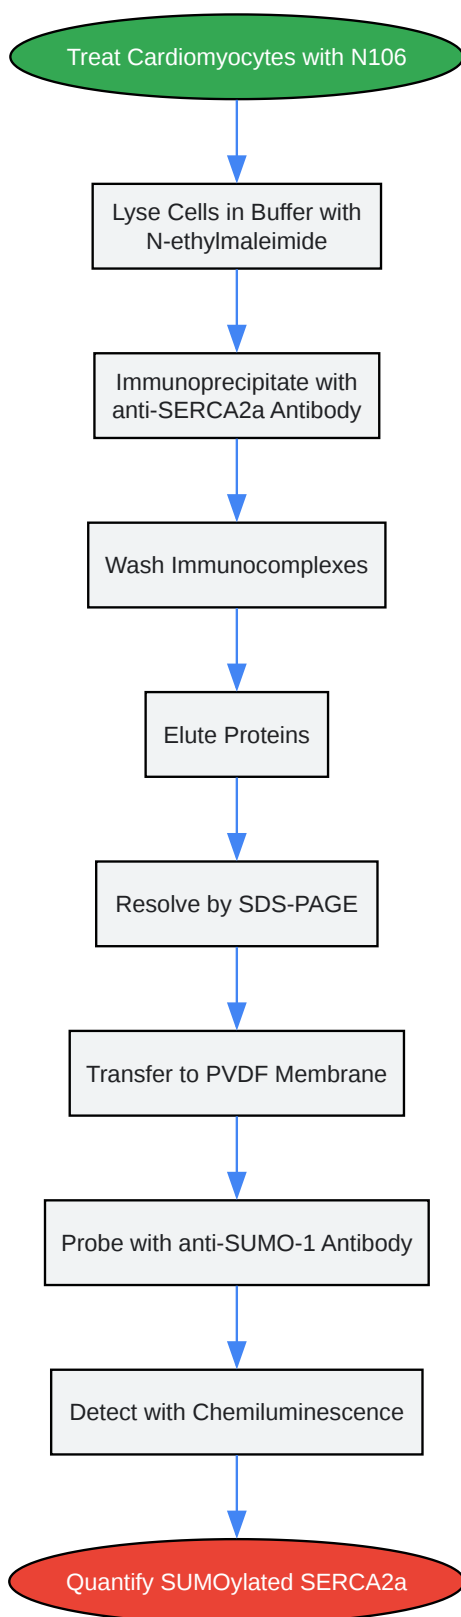 Treat Cardiomyocytes with N106
Lyse Cells in Buffer with
N-ethylmaleimide
Immunoprecipitate with
anti-SERCA2a Antibody
Wash Immunocomplexes
Elute Proteins
Resolve by SDS-PAGE
Transfer to PVDF Membrane
Probe with anti-SUMO-1 Antibody
Detect with Chemiluminescence
Quantify SUMOylated SERCA2a